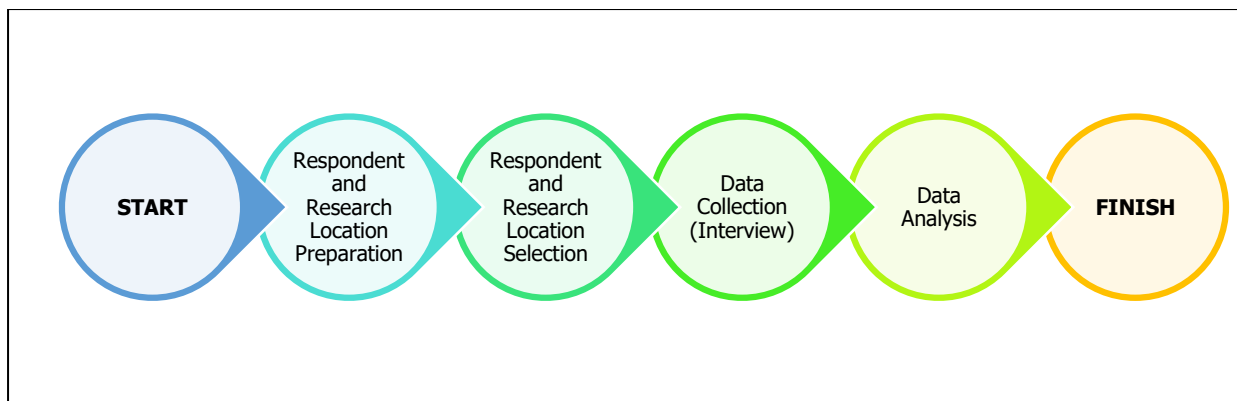 START
Respondent
and
Research
Location
Preparation
Respondent
and
Research
Location
Selection
Data
Collection
(Interview)
Data
Analysis
FINISH